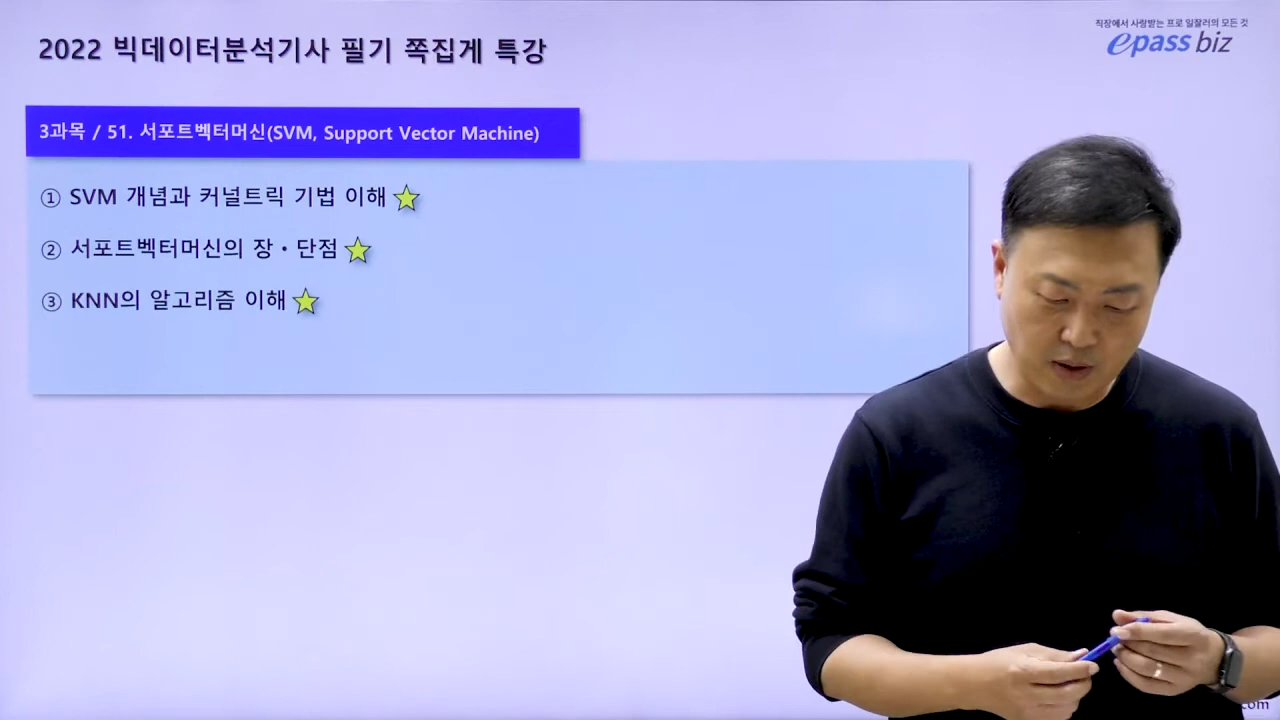 2022 빅데이터분석기사 필기 쪽집게 특강
직장에서 사랑받는 프로 일잘러의 모든 것
epass biz
3과목 / 51. 서포트벡터머신(SVM, Support Vector Machine)
① SVM 개념과 커널트릭 기법 이해
② 서포트벡터머신의 장・단점
③ KNN의 알고리즘 이해
.com